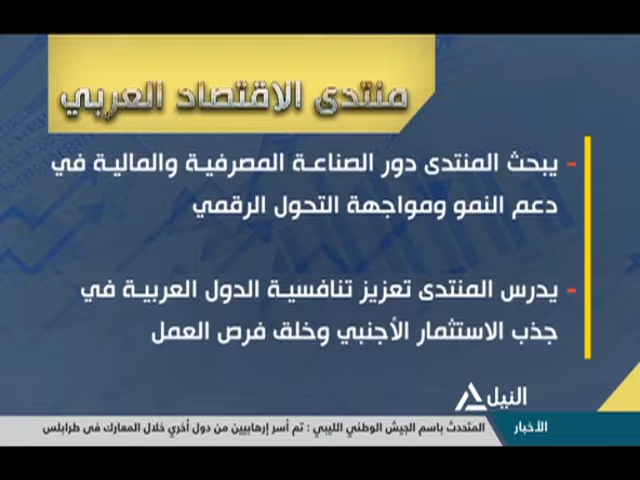 منتدى الاقتصاد العربي
- يبحث المنتدى دور الصناعة المصرفية والمالية في
دعم النمو ومواجهة التحول الرقمي
- يدرس المنتدى تعزيز تنافسية الدول العربية في
جذب الاستثمار الأجنبي وخلق فرص العمل
النيل
الأخبار
المتحدث باسم الجيش الوطني الليبي : تم أسر إرهابيين من دول أخري خلال المعارك في طرابلس